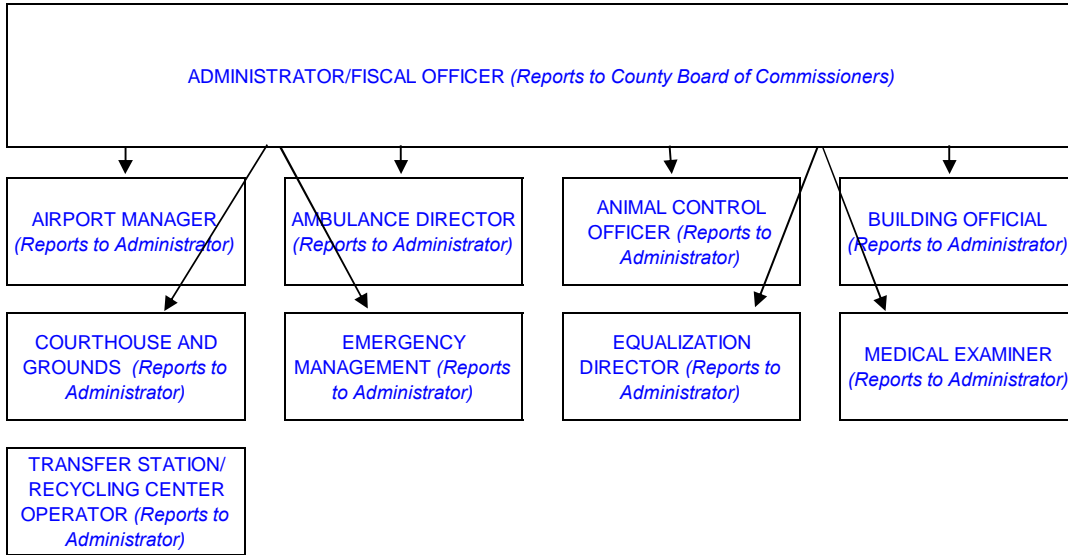 ADMINISTRATOR/FISCAL OFFICER (Reports to County Board of Commissioners)
AIRPORT MANAGER
(Reports to Administrator)
AMBULANCE DIRECTOR
(Reports to Administrator)
ANIMAL CONTROL
OFFICER (Reports to
Administrator)
BUILDING OFFICIAL
(Reports to Administrator)
COURTHOUSE AND
GROUNDS (Reports to
Administrator)
EMERGENCY
MANAGEMENT (Reports
to Administrator)
EQUALIZATION
DIRECTOR (Reports to
Administrator)
MEDICAL EXAMINER
(Reports to Administrator)
TRANSFER STATION/
RECYCLING CENTER
OPERATOR (Reports to
Administrator)